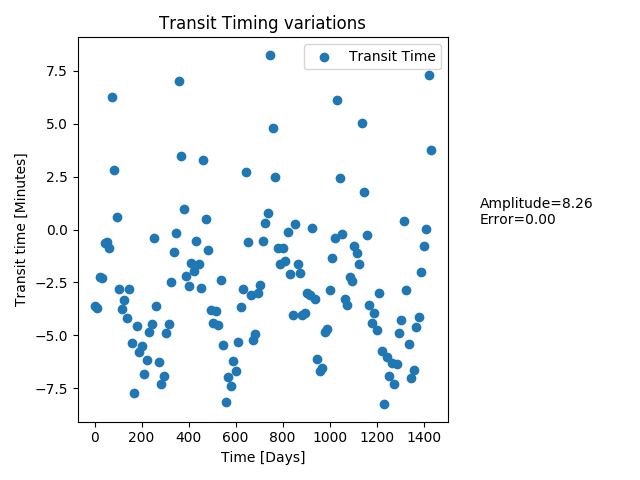 Transit Timing variations
Transit Time
Transit time [Minutes]
7.5
5.0
2.5
0.0
−2.5
−5.0
−7.5
0 200 400 600 800 1000 1200 1400
Time [Days]
Amplitude=8.26
Error=0.00